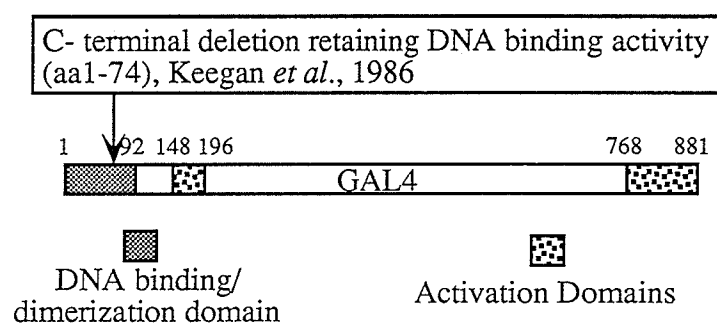 C- terminal deletion retaining DNA binding activity
(aa1-74), Keegan et al., 1986
1 92 148 196 768 881
GAL4
DNA binding/
dimerization domain
Activation Domains